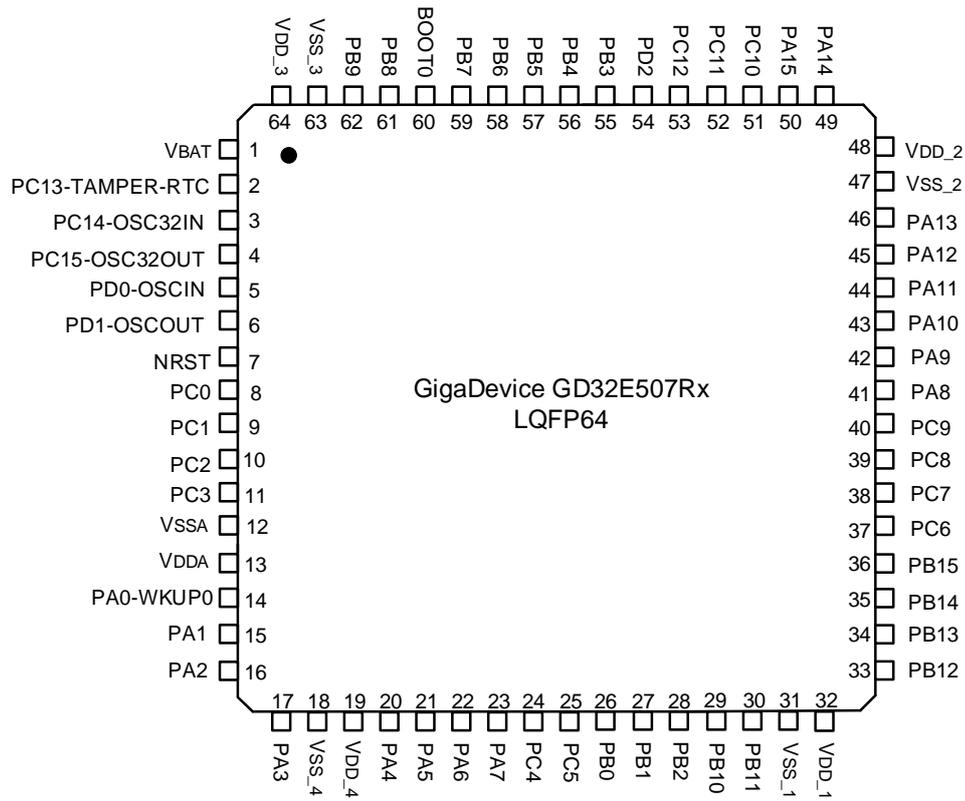 VDD_3
VSS_3
PB9
PB8
BOOT0
PB7
PB6
PB5
PB4
PB3
PD2
PC12
PC11
PC10
PA15
PA14
64 63 62 61 60 59 58 57 56 55 54 53 52 51 50 49
VBAT 1
PC13-TAMPER-RTC 2
PC14-OSC32IN 3
PC15-OSC32OUT 4
PD0-OSCIN 5
PD1-OSCOUT 6
NRST 7
PC0 8
PC1 9
PC2 10
PC3 11
VSSA 12
VDDA 13
PA0-WKUP0 14
PA1 15
PA2 16
GigaDevice GD32E507Rx
LQFP64
48 VDD_2
47 VSS_2
46 PA13
45 PA12
44 PA11
43 PA10
42 PA9
41 PA8
40 PC9
39 PC8
38 PC7
37 PC6
36 PB15
35 PB14
34 PB13
33 PB12
17 18 19 20 21 22 23 24 25 26 27 28 29 30 31 32
PA3
VSS_4
VDD_4
PA4
PA5
PA6
PA7
PC4
PC5
PB0
PB1
PB2
PB10
PB11
VSS_1
VDD_1